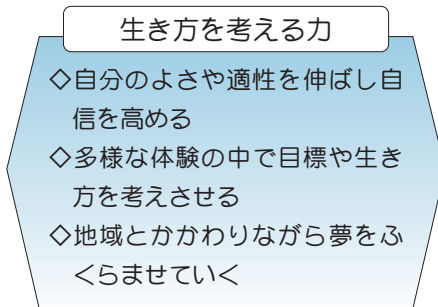 生き方を考える力
◇自分のよさや適性を伸ばし自
信を高める
◇多様な体験の中で目標や生き
方を考えさせる
◇地域とかかわりながら夢をふ
くらませていく